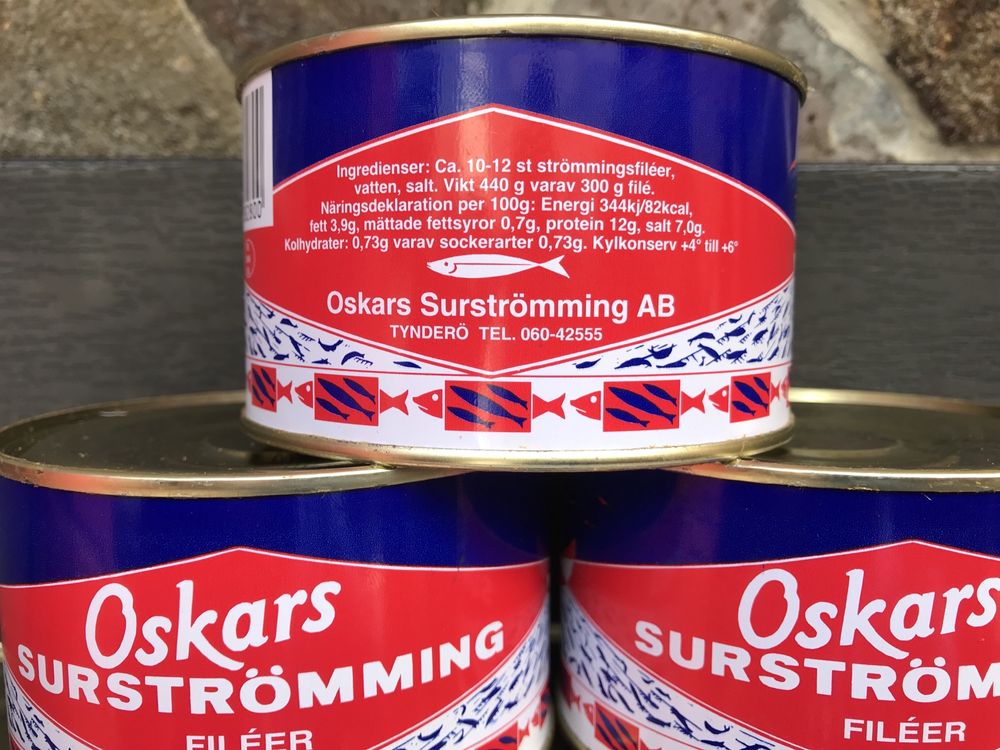 Ingredienser: Ca. 10-12 st strömmingsfiléer,
vatten, salt. Vikt 440 g varav 300 g filé.
Näringsdeklaration per 100g: Energi 344kj/82kcal,
fett 3,9g, mättade fettsyror 0,7g, protein 12g, salt 7,0g.
Kolhydrater: 0,73g varav sockerarter 0,73g. Kylkonserv +4° till +6°
Oskars Surströmming AB
TYNDERÖ TEL. 060-42555
Oskars
SURSTRÖMMING
FILÉER
Oskars
SURSTRÖM
FILÉER